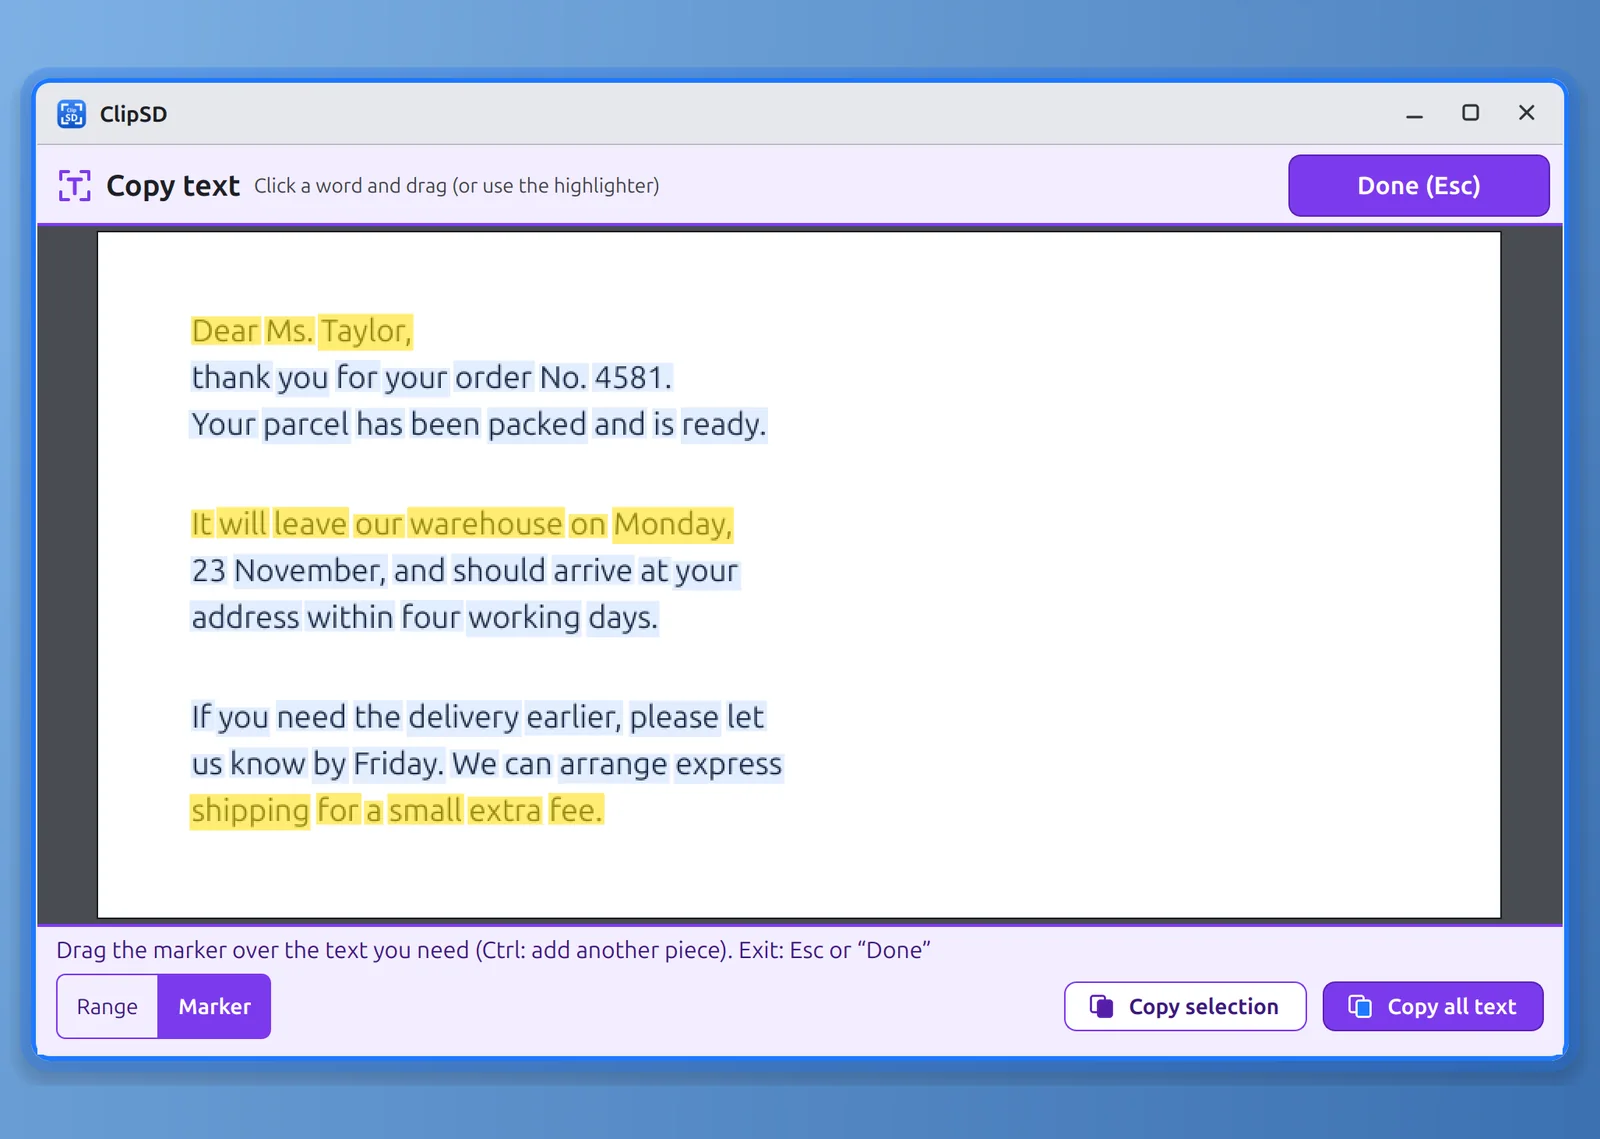 ClipSD
Copy text Click a word and drag (or use the highlighter) Done (Esc)
Dear Ms. Taylor,
thank you for your order No. 4581.
Your parcel has been packed and is ready.
It will leave our warehouse on Monday,
23 November, and should arrive at your
address within four working days.
If you need the delivery earlier, please let
us know by Friday. We can arrange express
shipping for a small extra fee.
Drag the marker over the text you need (Ctrl: add another piece). Exit: Esc or “Done”
Range Marker Copy selection Copy all text